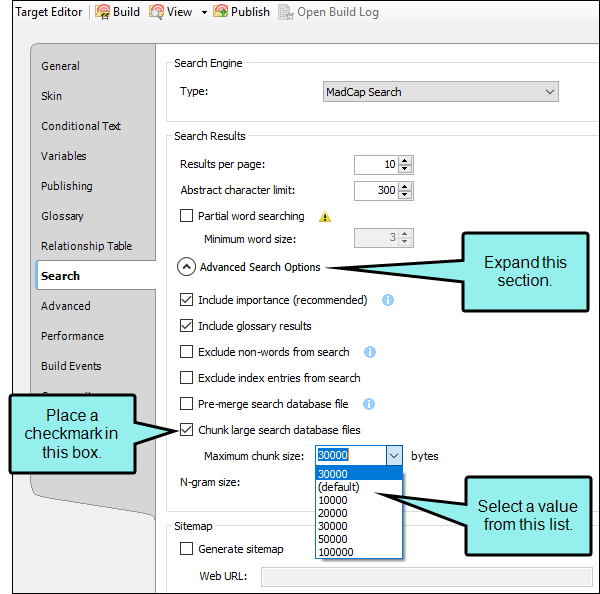 Target Editor Build View Publish Open Build Log
General
Skin
Conditional Text
Variables
Publishing
Glossary
Relationship Table
Search
Advanced
Performance
Build Events
Search Engine
Type: MadCap Search
Search Results
Results per page: 10
Abstract character limit: 300
Partial word searching
Minimum word size: 3
Advanced Search Options
Expand this
section.
Include importance (recommended)
Include glossary results
Exclude non-words from search
Exclude index entries from search
Pre-merge search database file
Chunk large search database files
Place a
checkmark in
this box.
Maximum chunk size: 30000 bytes
30000
(default)
10000
20000
30000
50000
100000
N-gram size:
Select a value
from this list.
Sitemap
Generate sitemap
Web URL: